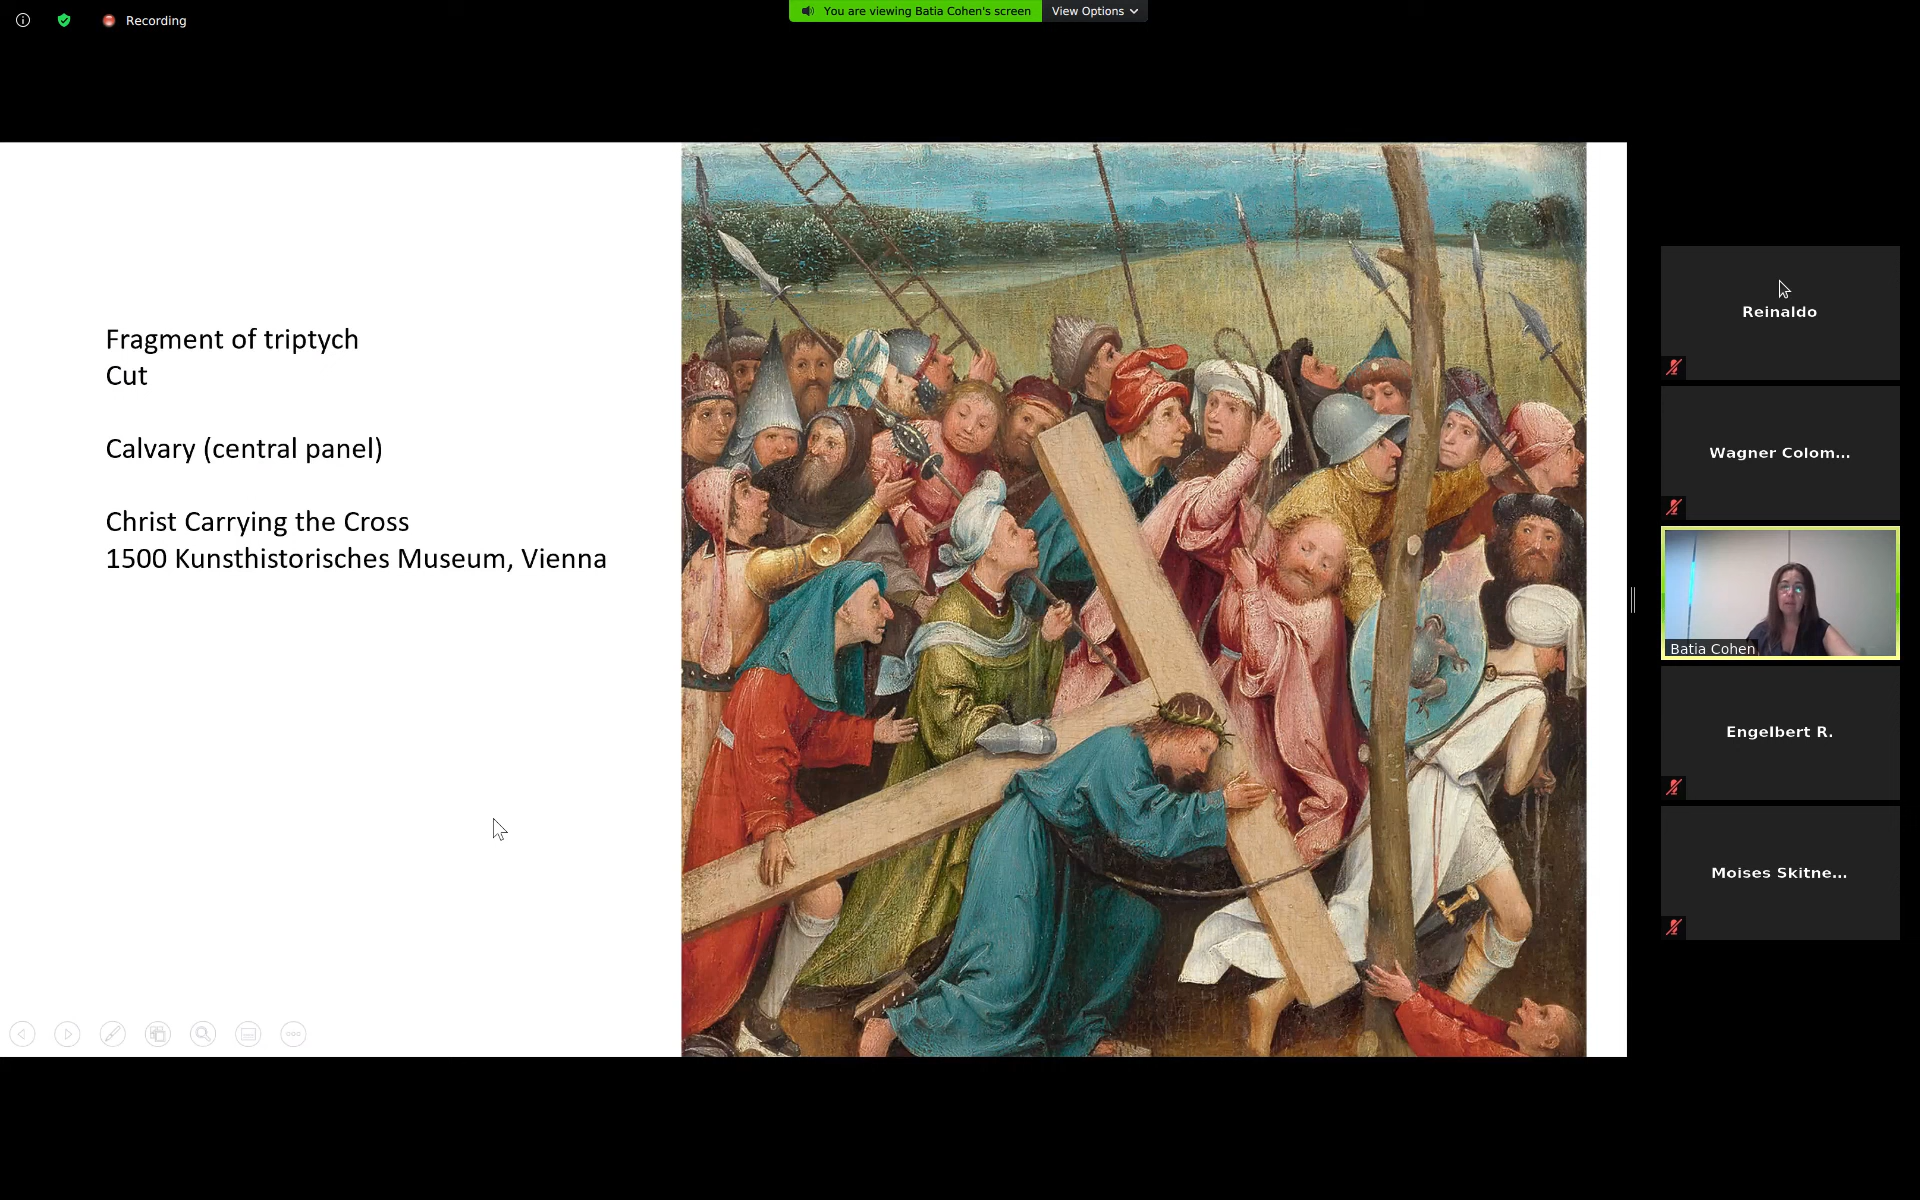 Recording
You are viewing Batia Cohen's screen
View Options
Fragment of triptych
Cut
Calvary (central panel)
Christ Carrying the Cross
1500 Kunsthistorisches Museum, Vienna
Reinaldo
Wagner Colom...
Batia Cohen
Engelbert R.
Moises Skitne...